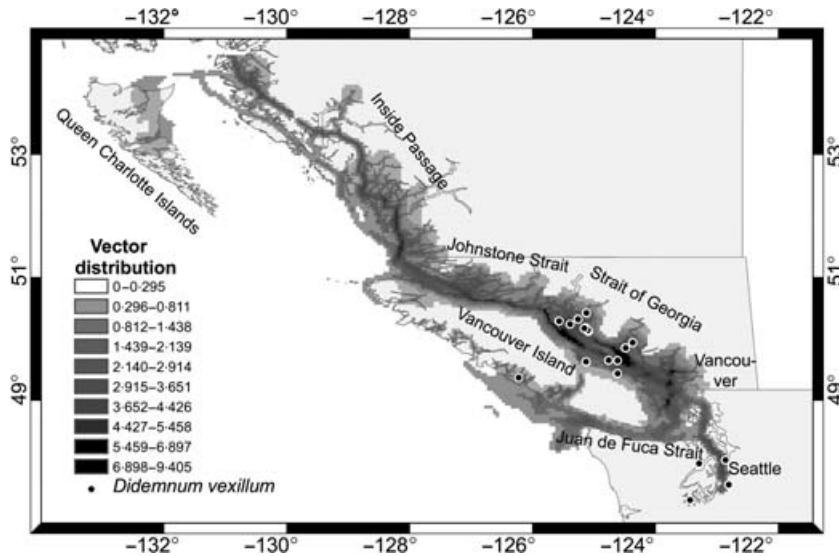 −132° −130° −128° −126° −124° −122°
53°
53°
Inside Passage
Queen Charlotte Islands
51°
51°
Johnstone Strait
Strait of Georgia
Vancouver Island
Vancou-
ver
49°
49°
Juan de Fuca Strait
Seattle
Vector
distribution
0–0·295
0·296–0·811
0·812–1·438
1·439–2·139
2·140–2·914
2·915–3·651
3·652–4·426
4·427–5·458
5·459–6·897
6·898–9·405
Didemnum vexillum
−132° −130° −128° −126° −124° −122°